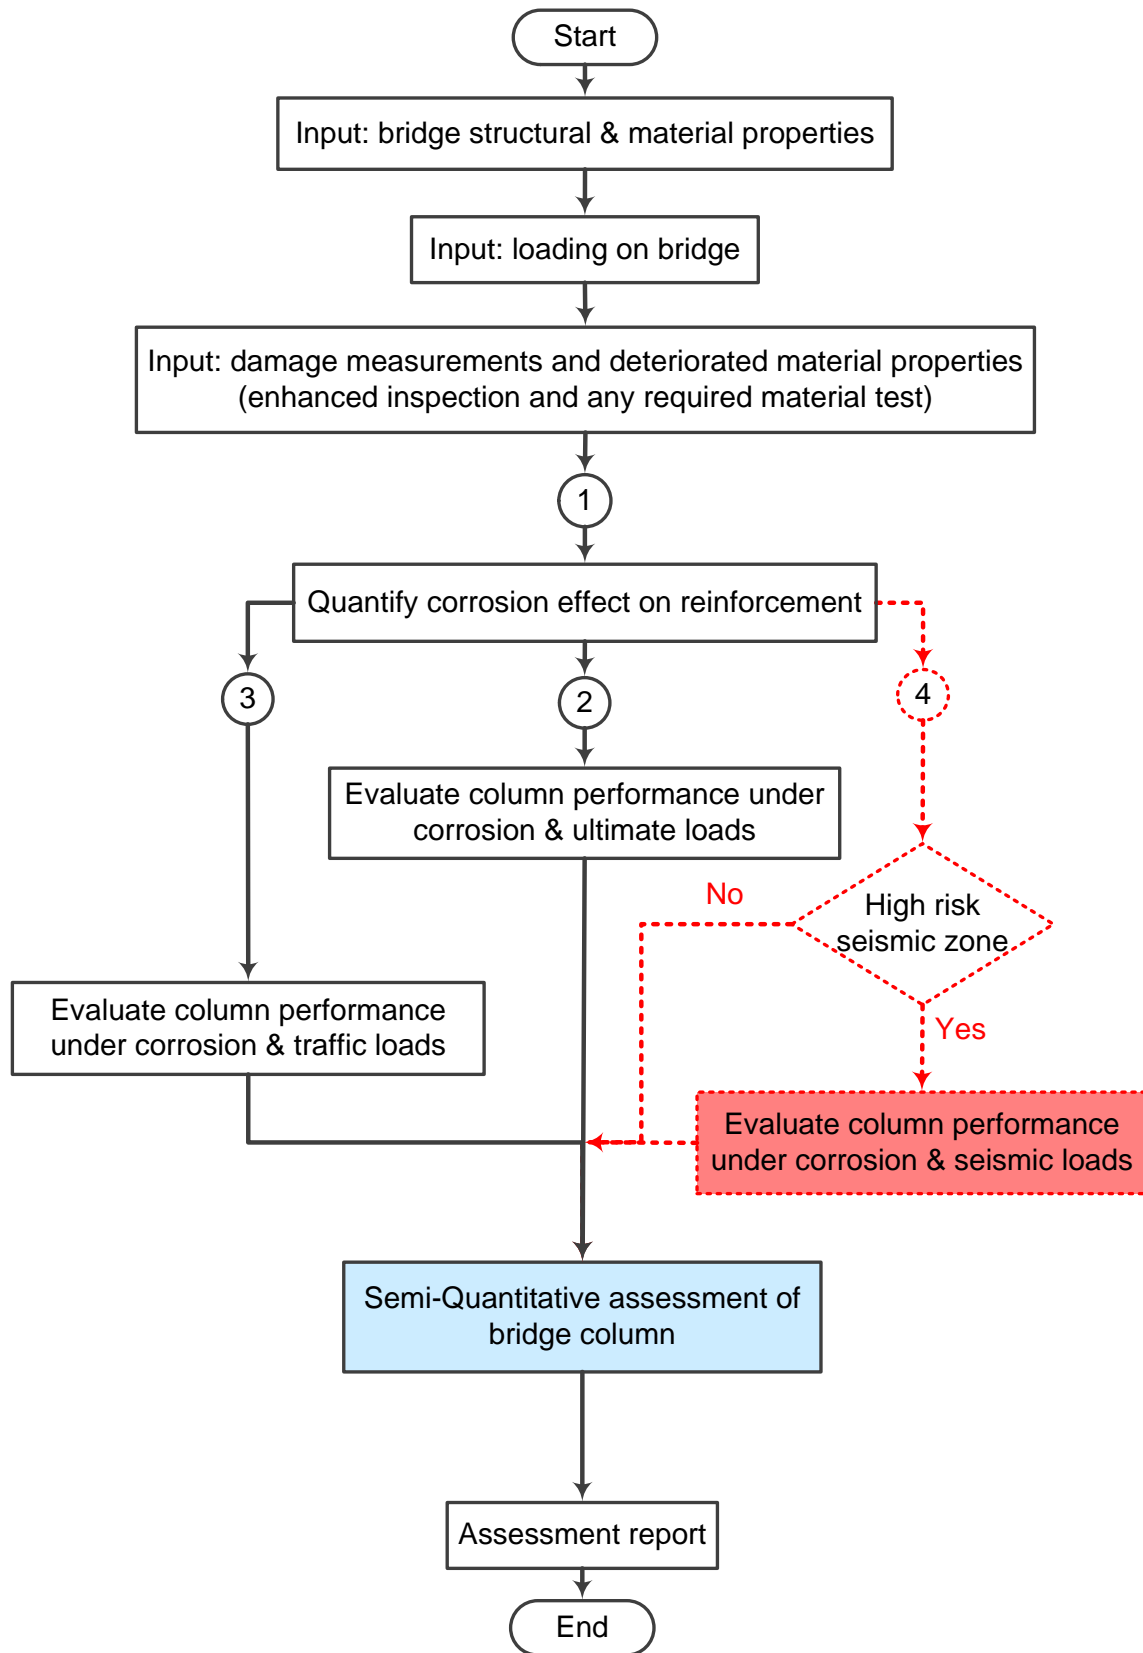 Start
Input: bridge structural & material properties
Input: loading on bridge
Input: damage measurements and deteriorated material properties
(enhanced inspection and any required material test)
1
Quantify corrosion effect on reinforcement
3
2
4
Evaluate column performance under
corrosion & ultimate loads
No
High risk
seismic zone
Evaluate column performance
under corrosion & traffic loads
Yes
Evaluate column performance
under corrosion & seismic loads
Semi-Quantitative assessment of
bridge column
Assessment report
End